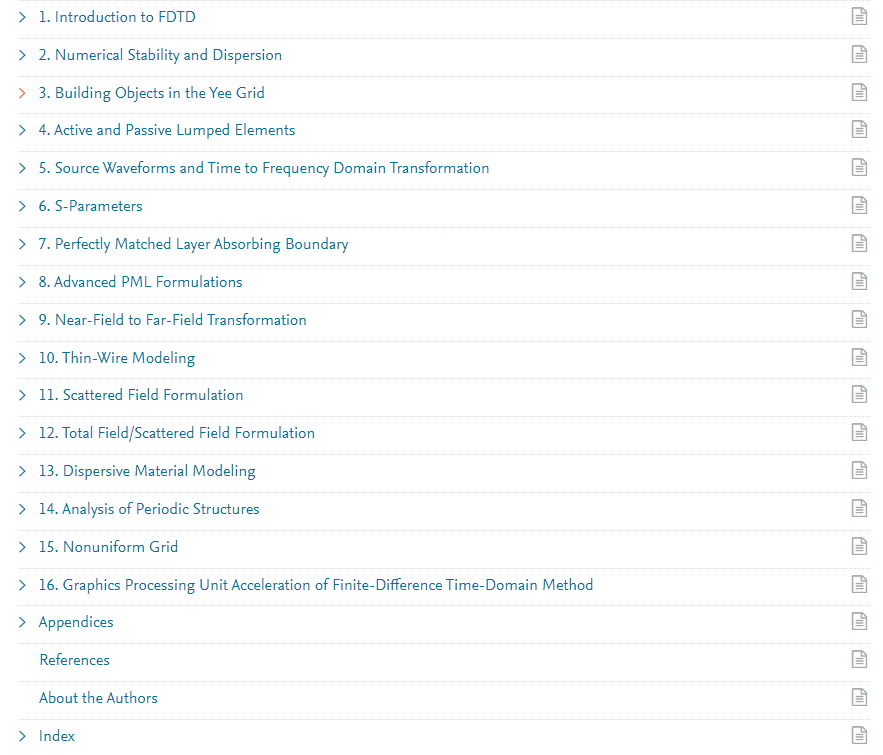 1. Introduction to FDTD
2. Numerical Stability and Dispersion
3. Building Objects in the Yee Grid
4. Active and Passive Lumped Elements
5. Source Waveforms and Time to Frequency Domain Transformation
6. S-Parameters
7. Perfectly Matched Layer Absorbing Boundary
8. Advanced PML Formulations
9. Near-Field to Far-Field Transformation
10. Thin-Wire Modeling
11. Scattered Field Formulation
12. Total Field/Scattered Field Formulation
13. Dispersive Material Modeling
14. Analysis of Periodic Structures
15. Nonuniform Grid
16. Graphics Processing Unit Acceleration of Finite-Difference Time-Domain Method
Appendices
References
About the Authors
Index